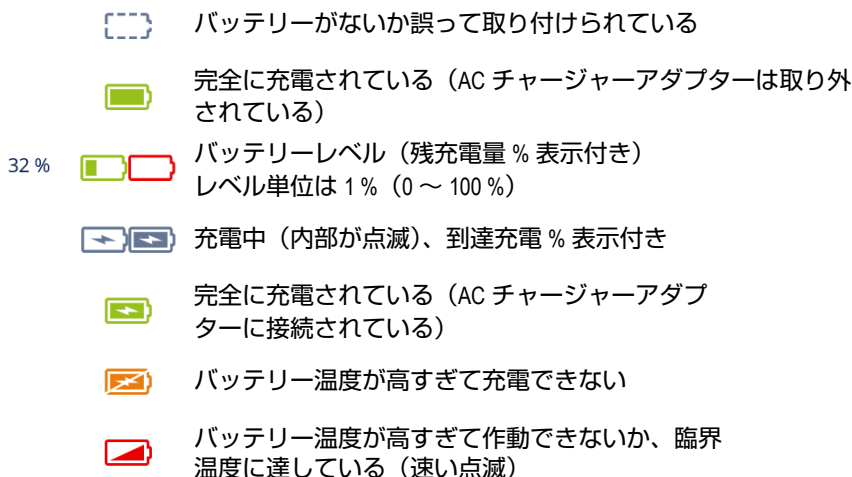 バッテリーがないか誤って取り付けられている
完全に充電されている（AC チャージャーアダプターは取り外
されている）
32 %
バッテリーレベル（残充電量 % 表示付き）
レベル単位は 1 %（0 ～ 100 %）
充電中（内部が点滅）、到達充電 % 表示付き
完全に充電されている（AC チャージャーアダプ
ターに接続されている）
バッテリー温度が高すぎて充電できない
バッテリー温度が高すぎて作動できないか、臨界
温度に達している（速い点滅）